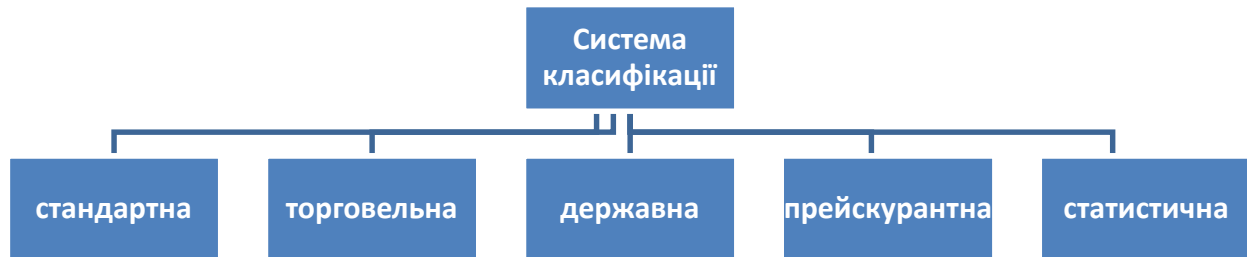 Система
класифікації
стандартна
торговельна
державна
прейскурантна
статистична